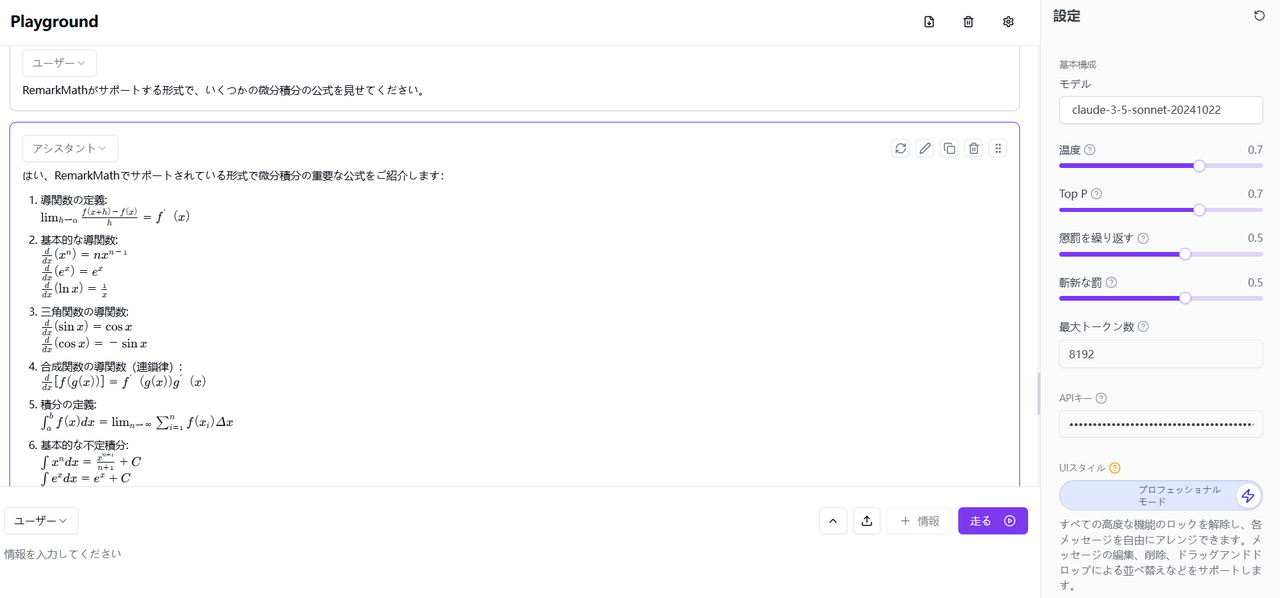 Playground
ユーザー
RemarkMathがサポートする形式で、いくつかの微分積分の公式を見せてください。
アシスタント
はい、RemarkMathでサポートされている形式で微分積分の重要な公式をご紹介します:
1. 導関数の定義:
lim_{h→0} \frac{f(x+h)−f(x)}{h} = f′(x)
2. 基本的な導関数:
\frac{d}{dx}(x^n) = nx^{n−1}
\frac{d}{dx}(e^x) = e^x
\frac{d}{dx}(ln x) = \frac{1}{x}
3. 三角関数の導関数:
\frac{d}{dx}(sin x) = cos x
\frac{d}{dx}(cos x) = − sin x
4. 合成関数の導関数（連鎖律）:
\frac{d}{dx}[f(g(x))] = f′(g(x))g′(x)
5. 積分の定義:
∫_a^b f(x)dx = lim_{n→∞} ∑_{i=1}^n f(x_i)Δx
6. 基本的な不定積分:
∫ x^n dx = \frac{x^{n+1}}{n+1} + C
∫ e^x dx = e^x + C
ユーザー
情報
走る
情報を入力してください
設定
基本構成
モデル
claude-3-5-sonnet-20241022
温度 0.7
Top P 0.7
懲罰を繰り返す 0.5
斬新な罰 0.5
最大トークン数
8192
APIキー
UIスタイル
プロフェッショナル
モード
すべての高度な機能のロックを解除し、各
メッセージを自由にアレンジできます。メ
ッセージの編集、削除、ドラッグアンドド
ロップによる並べ替えなどをサポートしま
す。